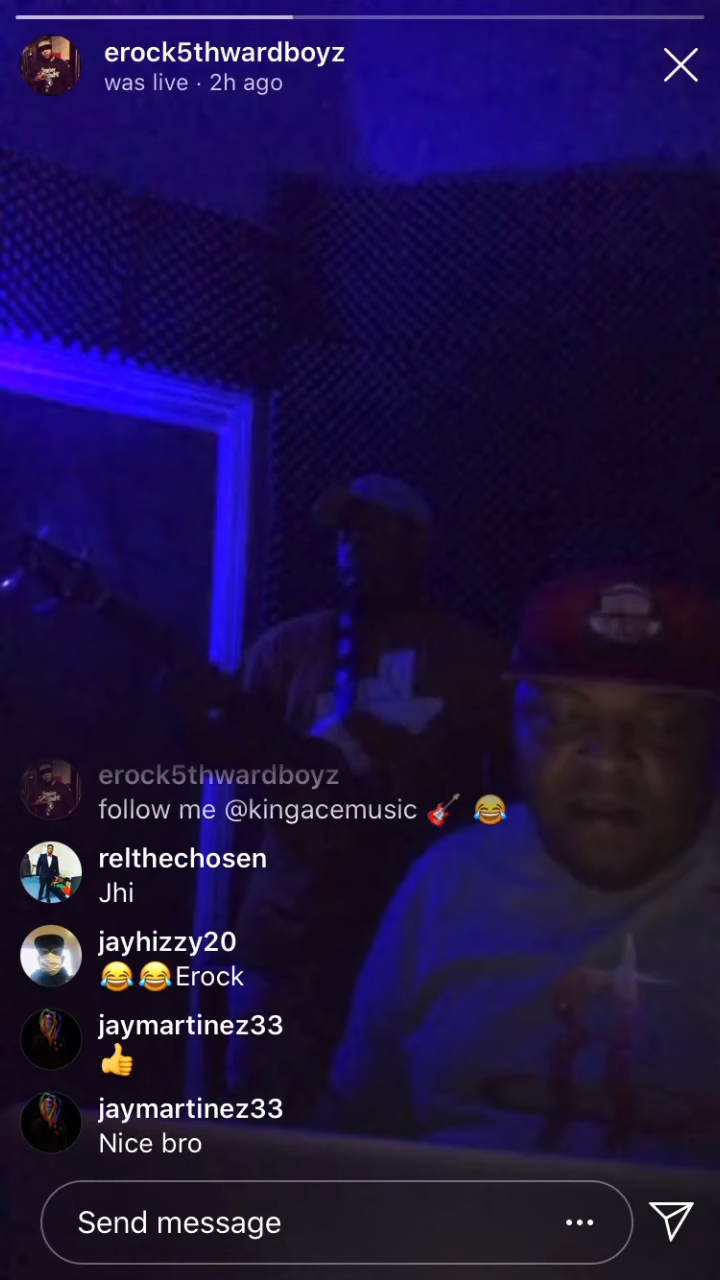 erock5thwardboyz
was live · 2h ago
erock5thwardboyz
follow me @kingacemusic 🎸 😂
relthechosen
Jhi
jayhizzy20
😂😂Erock
jaymartinez33
👍
jaymartinez33
Nice bro
Send message